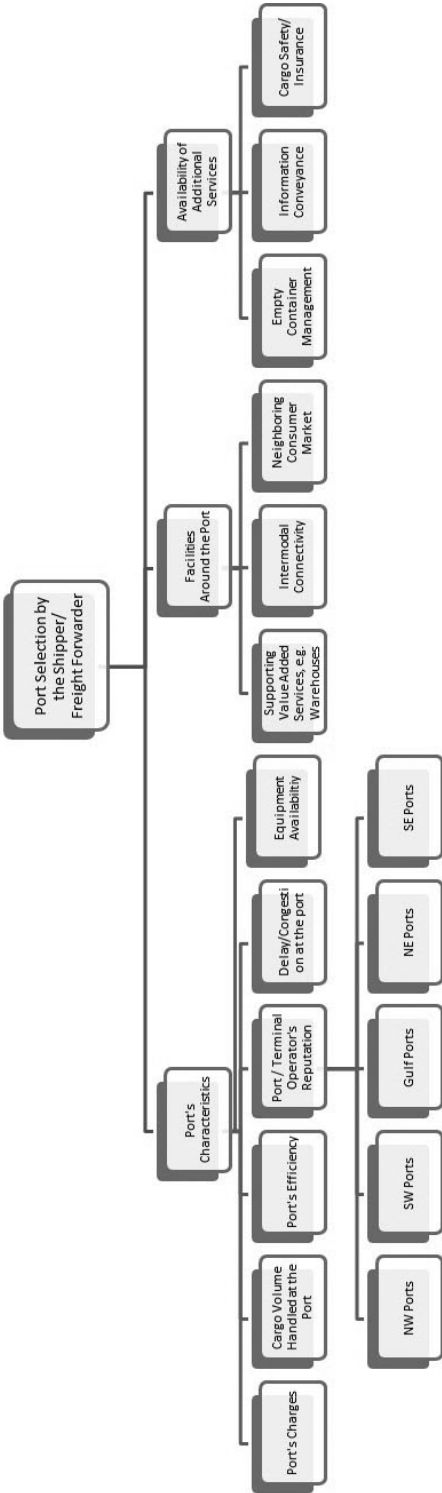 Port Selection by
the Shipper/
Freight Forwarder
Port's
Characteristics
Facilities
Around the Port
Availability of
Additional
Services
Port's Charges
Cargo Volume
Handled at the
Port
Port's Efficiency
Port / Terminal
Operator's
Reputation
Delay/Congesti
on at the port
Equipment
Availabiltiy
Supporting
Value Added
Services, e.g.
Warehouses
Intermodal
Connectivity
Neighboring
Consumer
Market
Empty
Container
Management
Information
Conveyance
Cargo Safety/
Insurance
NW Ports
SW Ports
Gulf Ports
NE Ports
SE Ports